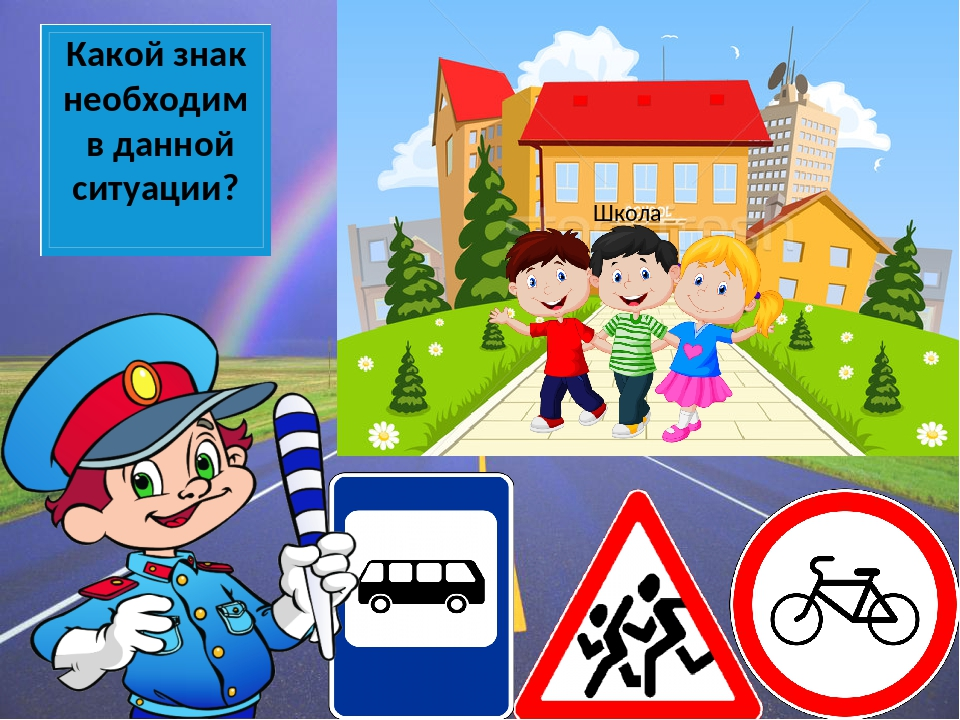 Какой знак
необходим
в данной
ситуации?
Школа